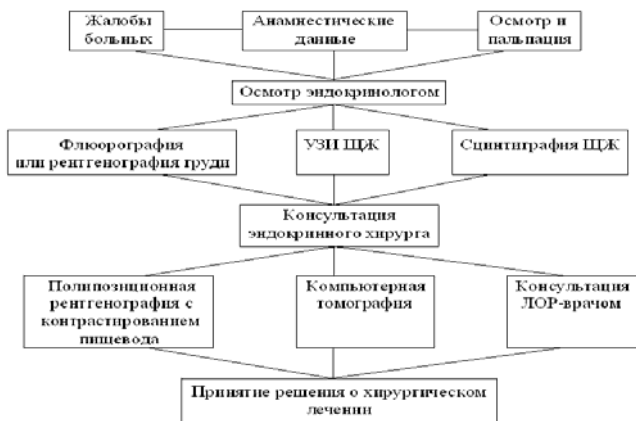 Жалобы
больных
Анамнестические
данные
Осмотр и
пальпация
Осмотр эндокринологом
Флюорография
или рентгенография груди
УЗИ ЩЖ
Сцинтиграфия ЩЖ
Консультация
эндокринного хирурга
Полипозиционная
рентгенография с
контрастированием
пищевода
Компьютерная
томография
Консультация
ЛОР-врачом
Принятие решения о хирургическом
лечении